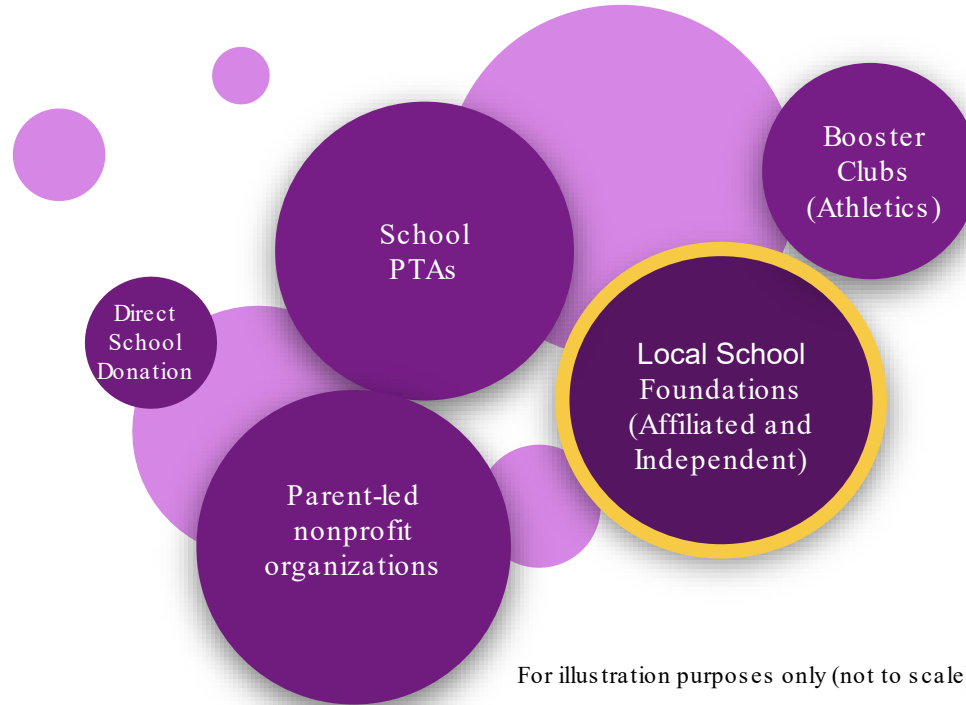 Booster
Clubs
(Athletics)
School
PTAs
Direct
School
Donation
Local School
Foundations
(Affiliated and
Independent)
Parent-led
nonprofit
organizations
For illustration purposes only (not to scale)